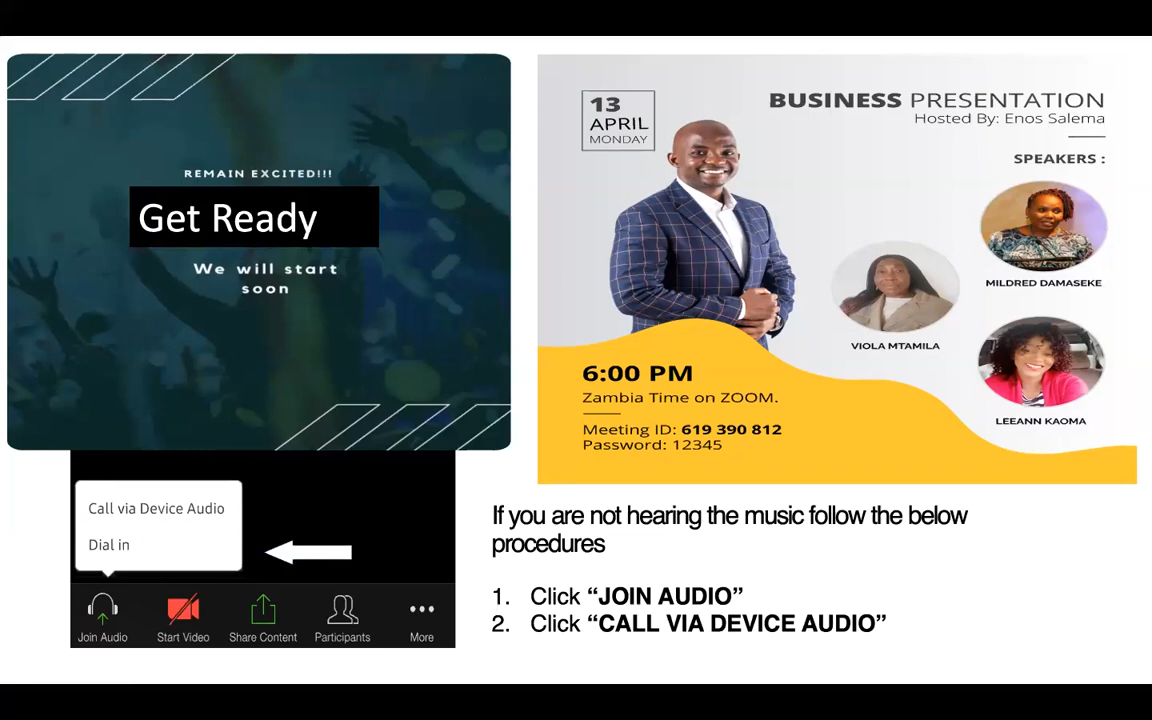 REMAIN EXCITED!!!
Get Ready
We will start
soon
13
APRIL
MONDAY
BUSINESS PRESENTATION
Hosted By: Enos Salema
SPEAKERS :
MILDRED DAMASEKE
VIOLA MTAMILA
LEEANN KAOMA
6:00 PM
Zambia Time on ZOOM.
Meeting ID: 619 390 812
Password: 12345
Call via Device Audio
Dial in
Join Audio
Start Video
Share Content
Participants
More
If you are not hearing the music follow the below
procedures
1. Click “JOIN AUDIO”
2. Click “CALL VIA DEVICE AUDIO”